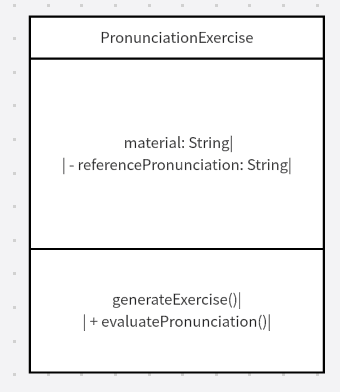 PronunciationExercise
material: String|
| - referencePronunciation: String|
generateExercise()|
| + evaluatePronunciation()|